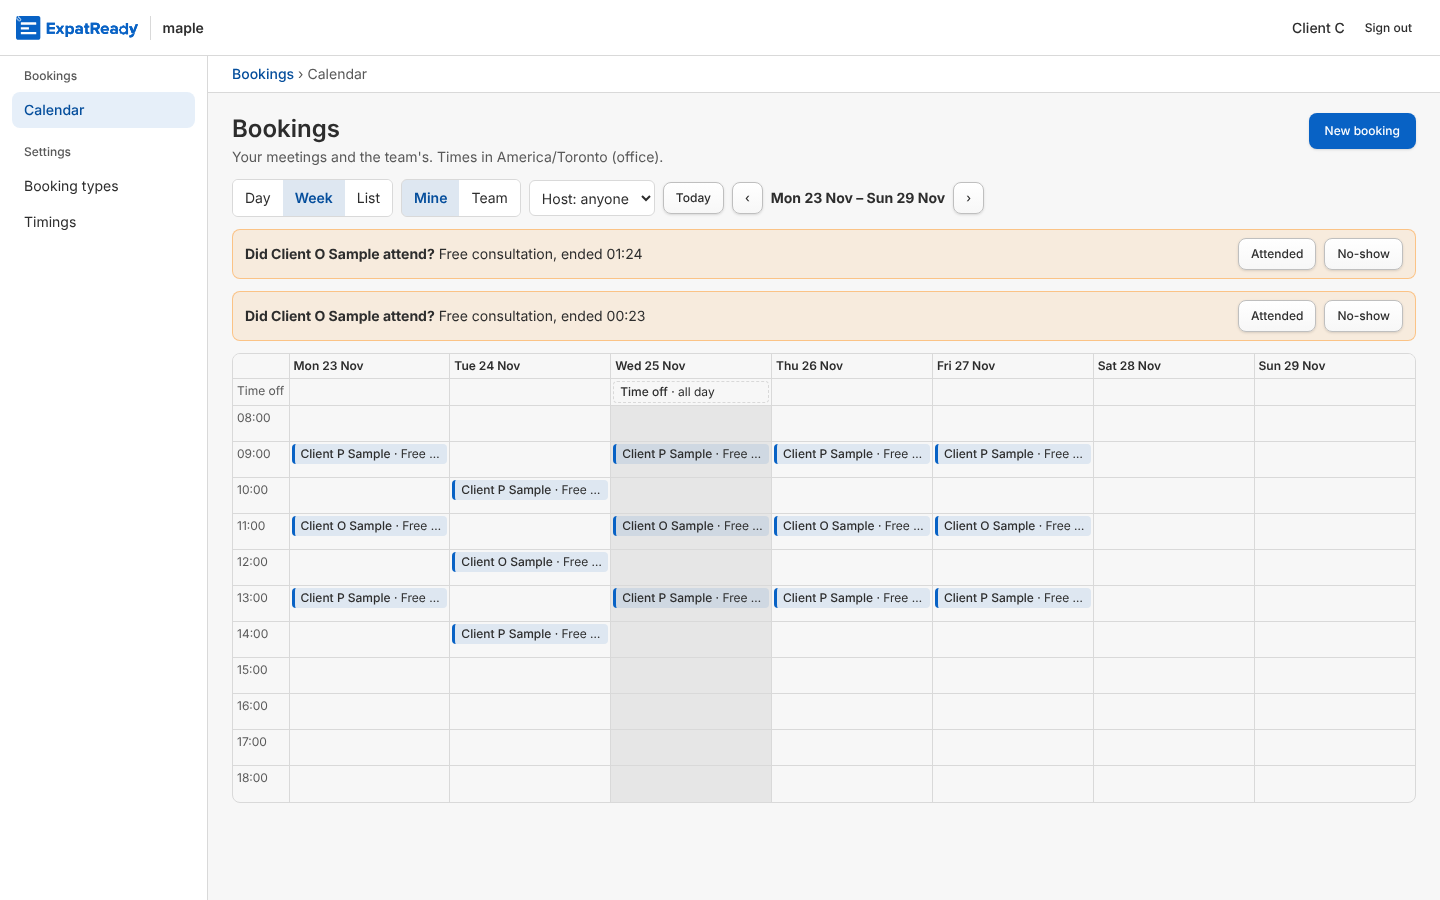 ExpatReady maple Client C Sign out
Bookings
Calendar
Settings
Booking types
Timings
Bookings › Calendar
Bookings
New booking
Your meetings and the team's. Times in America/Toronto (office).
Day Week List Mine Team Host: anyone Today ‹ Mon 23 Nov – Sun 29 Nov ›
Did Client O Sample attend? Free consultation, ended 01:24 Attended No-show
Did Client O Sample attend? Free consultation, ended 00:23 Attended No-show
Mon 23 Nov Tue 24 Nov Wed 25 Nov Thu 26 Nov Fri 27 Nov Sat 28 Nov Sun 29 Nov
Time off Time off · all day
08:00
09:00 Client P Sample · Free ... Client P Sample · Free ... Client P Sample · Free ... Client P Sample · Free ...
10:00 Client P Sample · Free ...
11:00 Client O Sample · Free ... Client O Sample · Free ... Client O Sample · Free ... Client O Sample · Free ...
12:00 Client O Sample · Free ...
13:00 Client P Sample · Free ... Client P Sample · Free ... Client P Sample · Free ... Client P Sample · Free ...
14:00 Client P Sample · Free ...
15:00
16:00
17:00
18:00